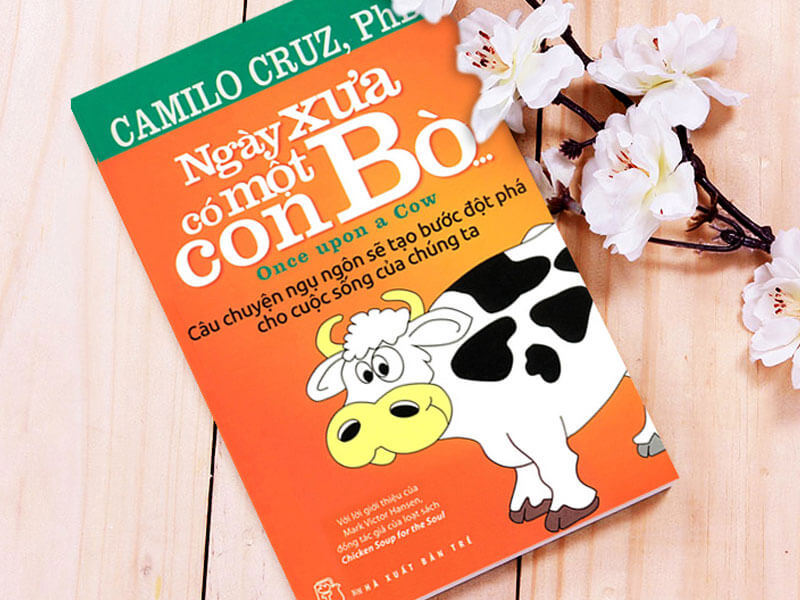 CAMILO CRUZ, PhD
Ngày xưa
có một
con Bò...
Once upon a Cow
Câu chuyện ngụ ngôn sẽ tạo bước đột phá
cho cuộc sống của chúng ta
Với lời giới thiệu của
Mark Victor Hansen,
đồng tác giả của loạt sách
Chicken Soup for the Soul
NHÀ XUẤT BẢN TRẺ